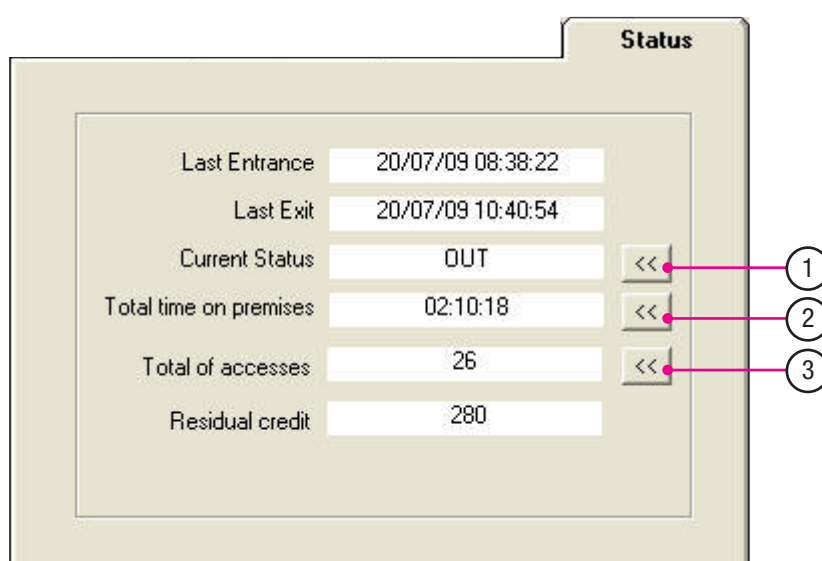 Status
Last Entrance 20/07/09 08:38:22
Last Exit 20/07/09 10:40:54
Current Status OUT << 1
Total time on premises 02:10:18 << 2
Total of accesses 26 << 3
Residual credit 280